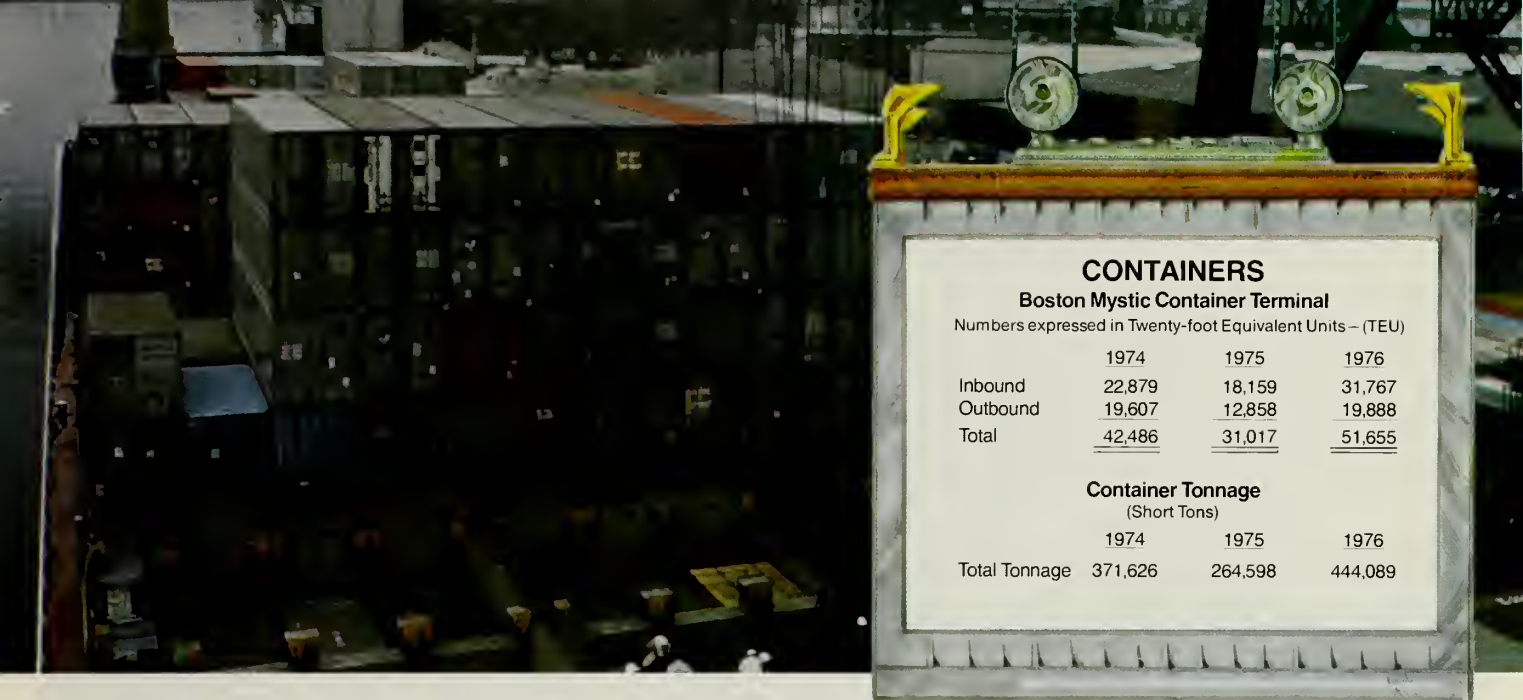 CONTAINERS
Boston Mystic Container Terminal
Numbers expressed in Twenty-foot Equivalent Units – (TEU)
1974 1975 1976
Inbound 22,879 18,159 31,767
Outbound 19,607 12,858 19,888
Total 42,486 31,017 51,655
Container Tonnage
(Short Tons)
1974 1975 1976
Total Tonnage 371,626 264,598 444,089